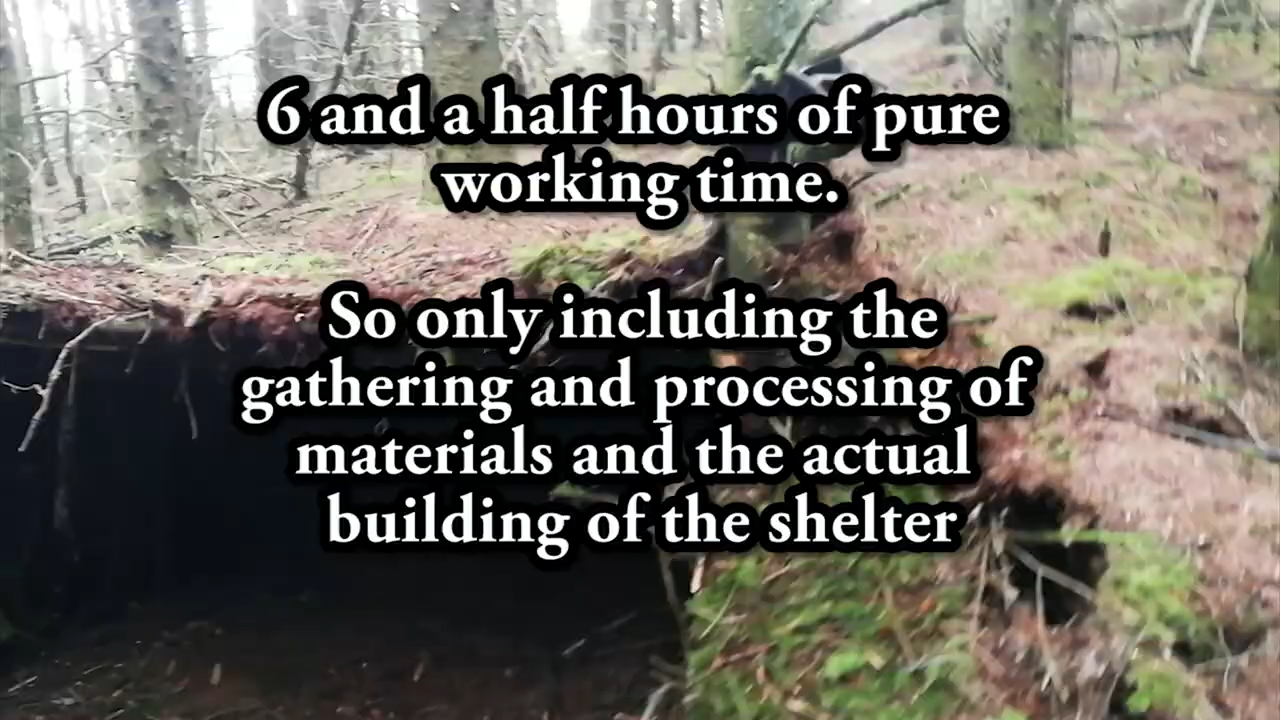 6 and a half hours of pure
working time.
So only including the
gathering and processing of
materials and the actual
building of the shelter